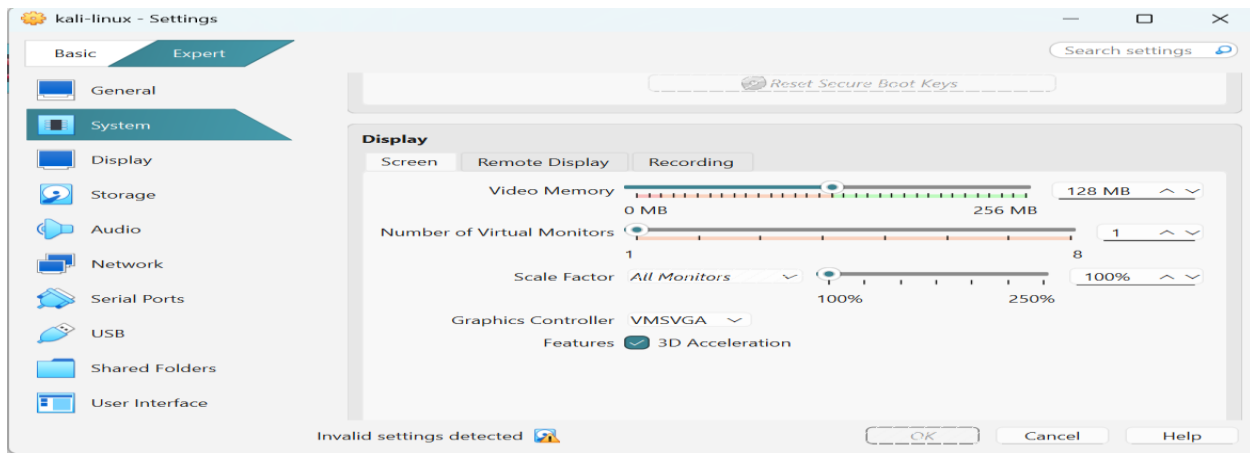 kali-linux - Settings
Basic
Expert
Search settings
General
System
Display
Storage
Audio
Network
Serial Ports
USB
Shared Folders
User Interface
Reset Secure Boot Keys
Display
Screen Remote Display Recording
Video Memory 128 MB
0 MB 256 MB
Number of Virtual Monitors 1
1 8
Scale Factor All Monitors 100%
100% 250%
Graphics Controller VMSVGA
Features 3D Acceleration
Invalid settings detected
OK Cancel Help